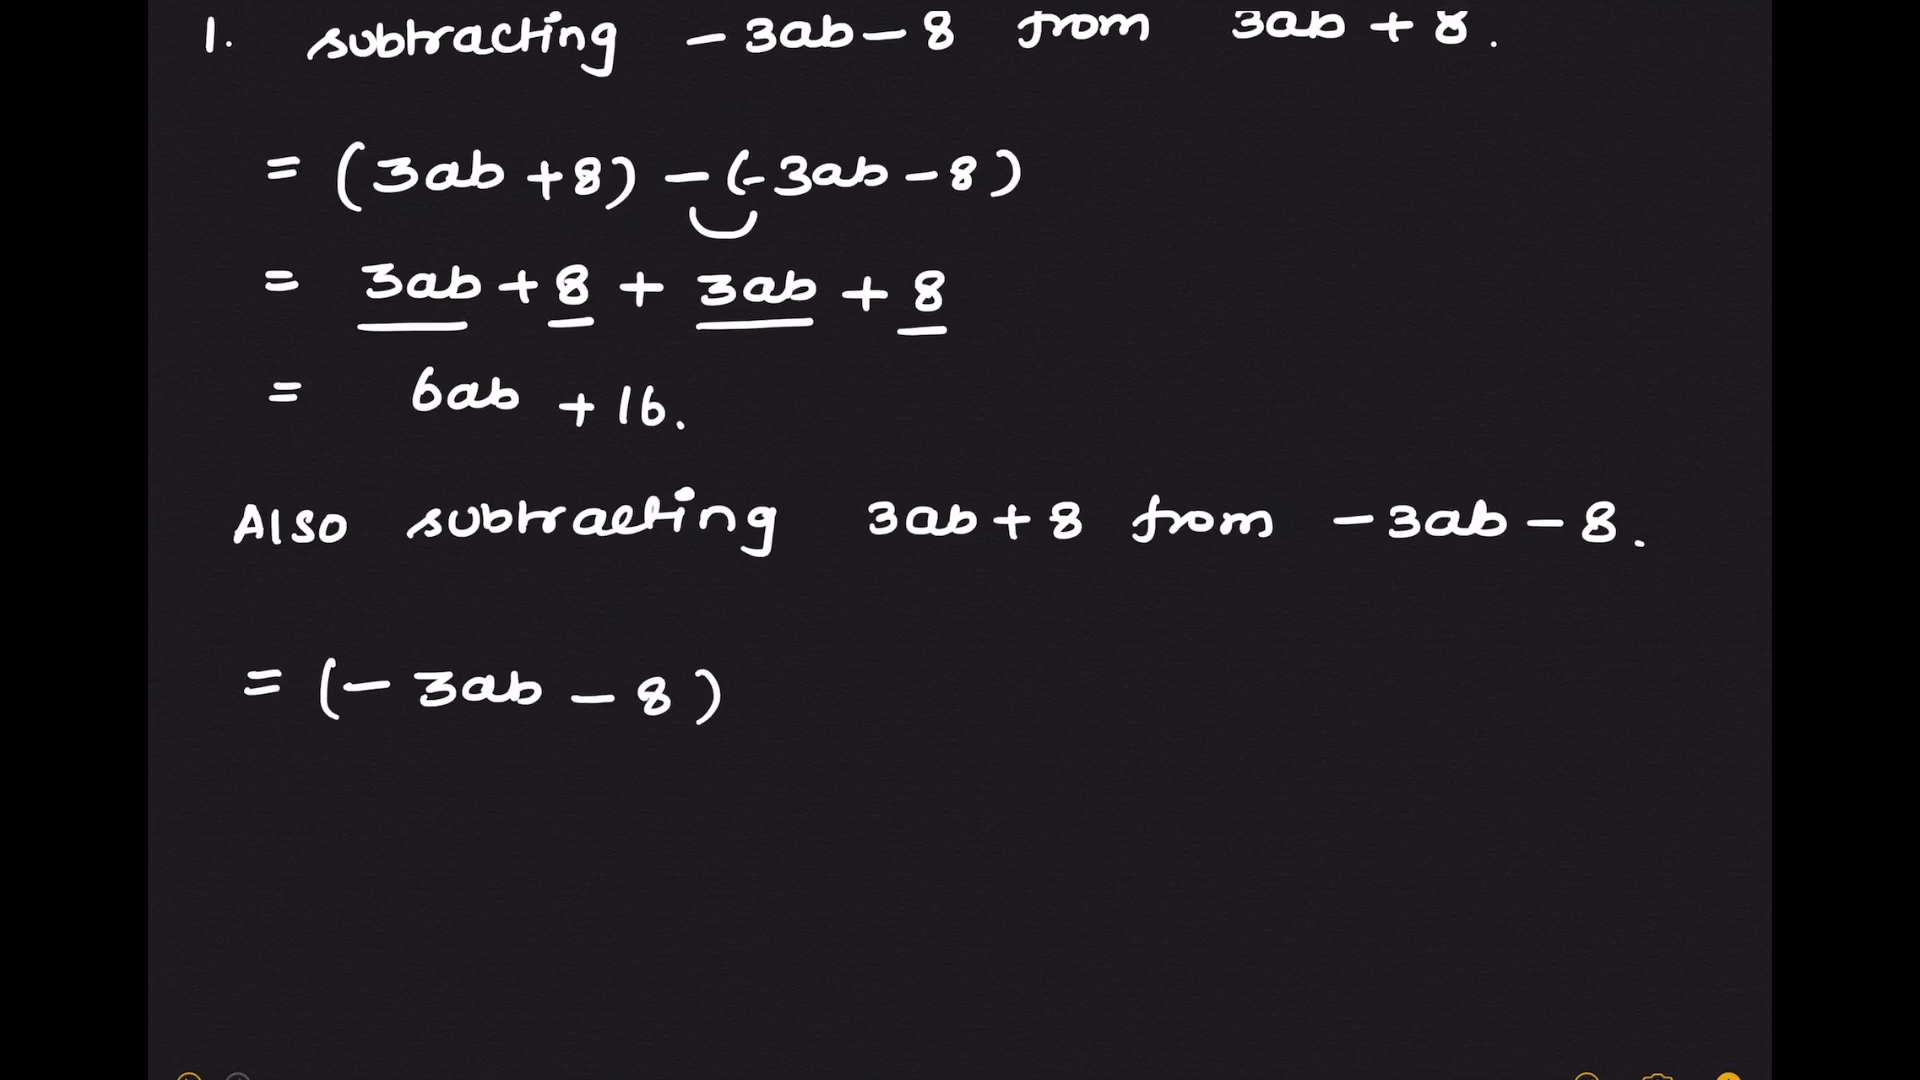 1. subtracting -3ab-8 from 3ab+8.
= (3ab+8) -(-3ab-8)
= 3ab+8+3ab+8
= 6ab+16.
Also subtracting 3ab+8 from -3ab-8.
= (-3ab-8)